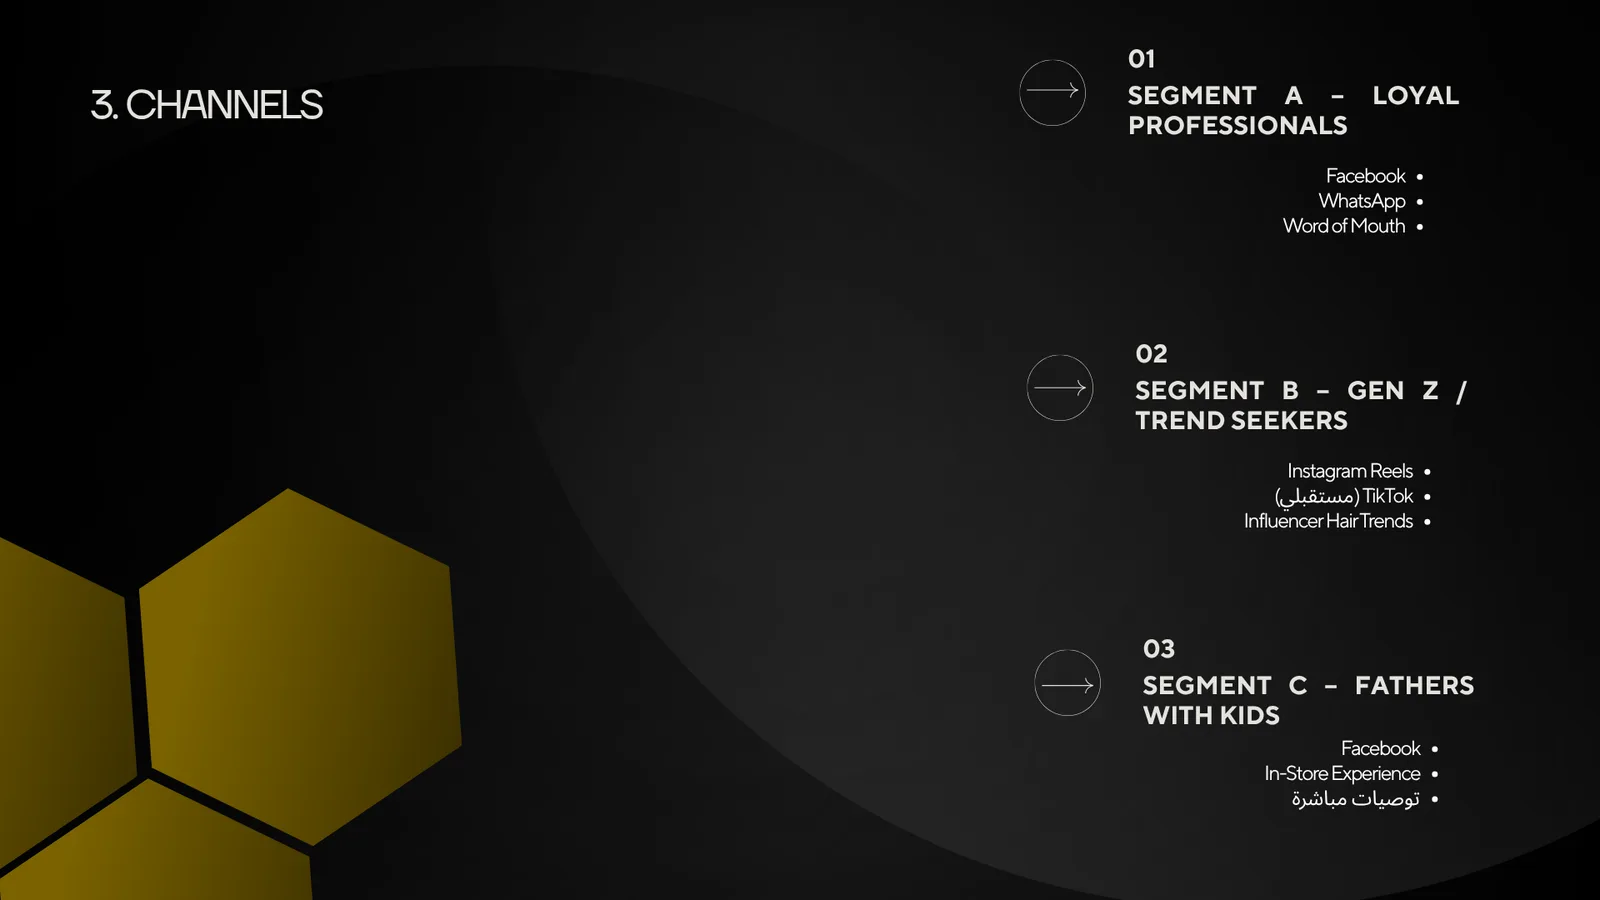 3. CHANNELS
01
SEGMENT A – LOYAL
PROFESSIONALS
Facebook
WhatsApp
Word of Mouth
02
SEGMENT B – GEN Z /
TREND SEEKERS
Instagram Reels
TikTok (مستقبلي)
Influencer Hair Trends
03
SEGMENT C – FATHERS
WITH KIDS
Facebook
In-Store Experience
توصيات مباشرة